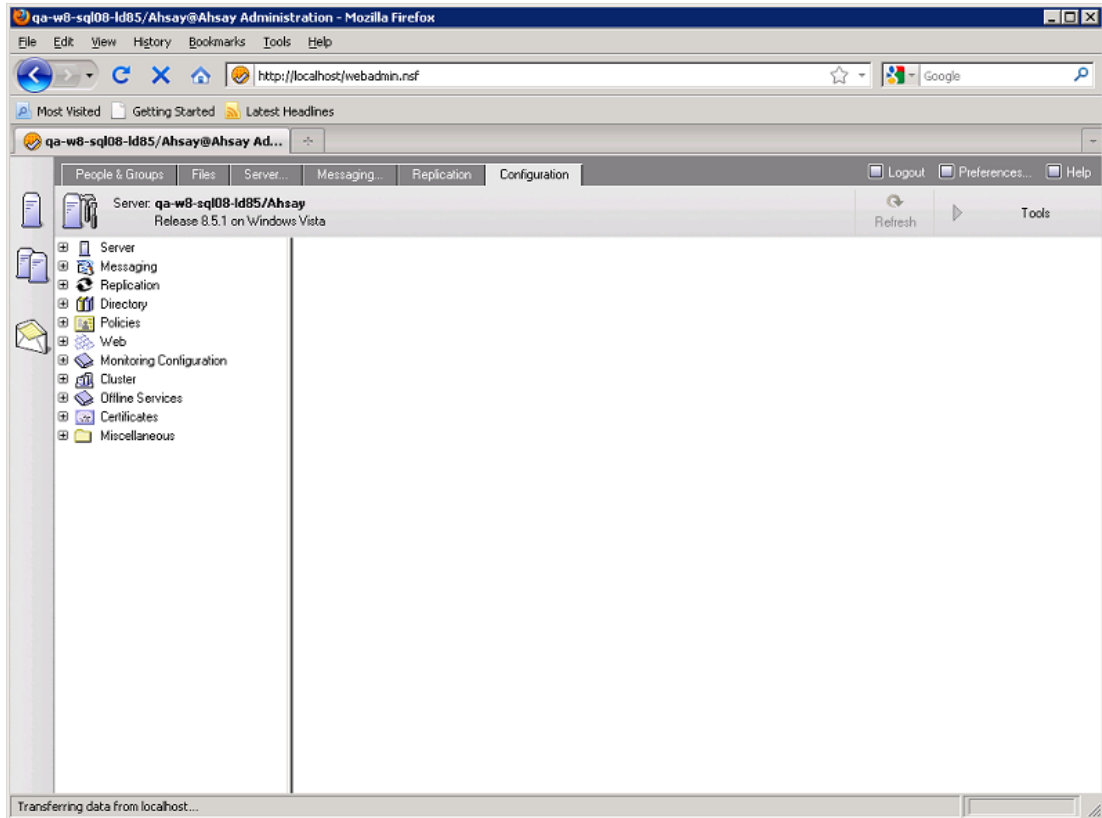 qa-w8-sql08-ld85/Ahsay@Ahsay Administration - Mozilla Firefox
File Edit View History Bookmarks Tools Help
http://localhost/webadmin.nsf
Google
Most Visited Getting Started Latest Headlines
qa-w8-sql08-ld85/Ahsay@Ahsay Ad...
People & Groups Files Server... Messaging... Replication Configuration Logout Preferences... Help
Server: qa-w8-sql08-ld85/Ahsay
Release 8.5.1 on Windows Vista
Refresh Tools
Server
Messaging
Replication
Directory
Policies
Web
Monitoring Configuration
Cluster
Offline Services
Certificates
Miscellaneous
Transferring data from localhost...